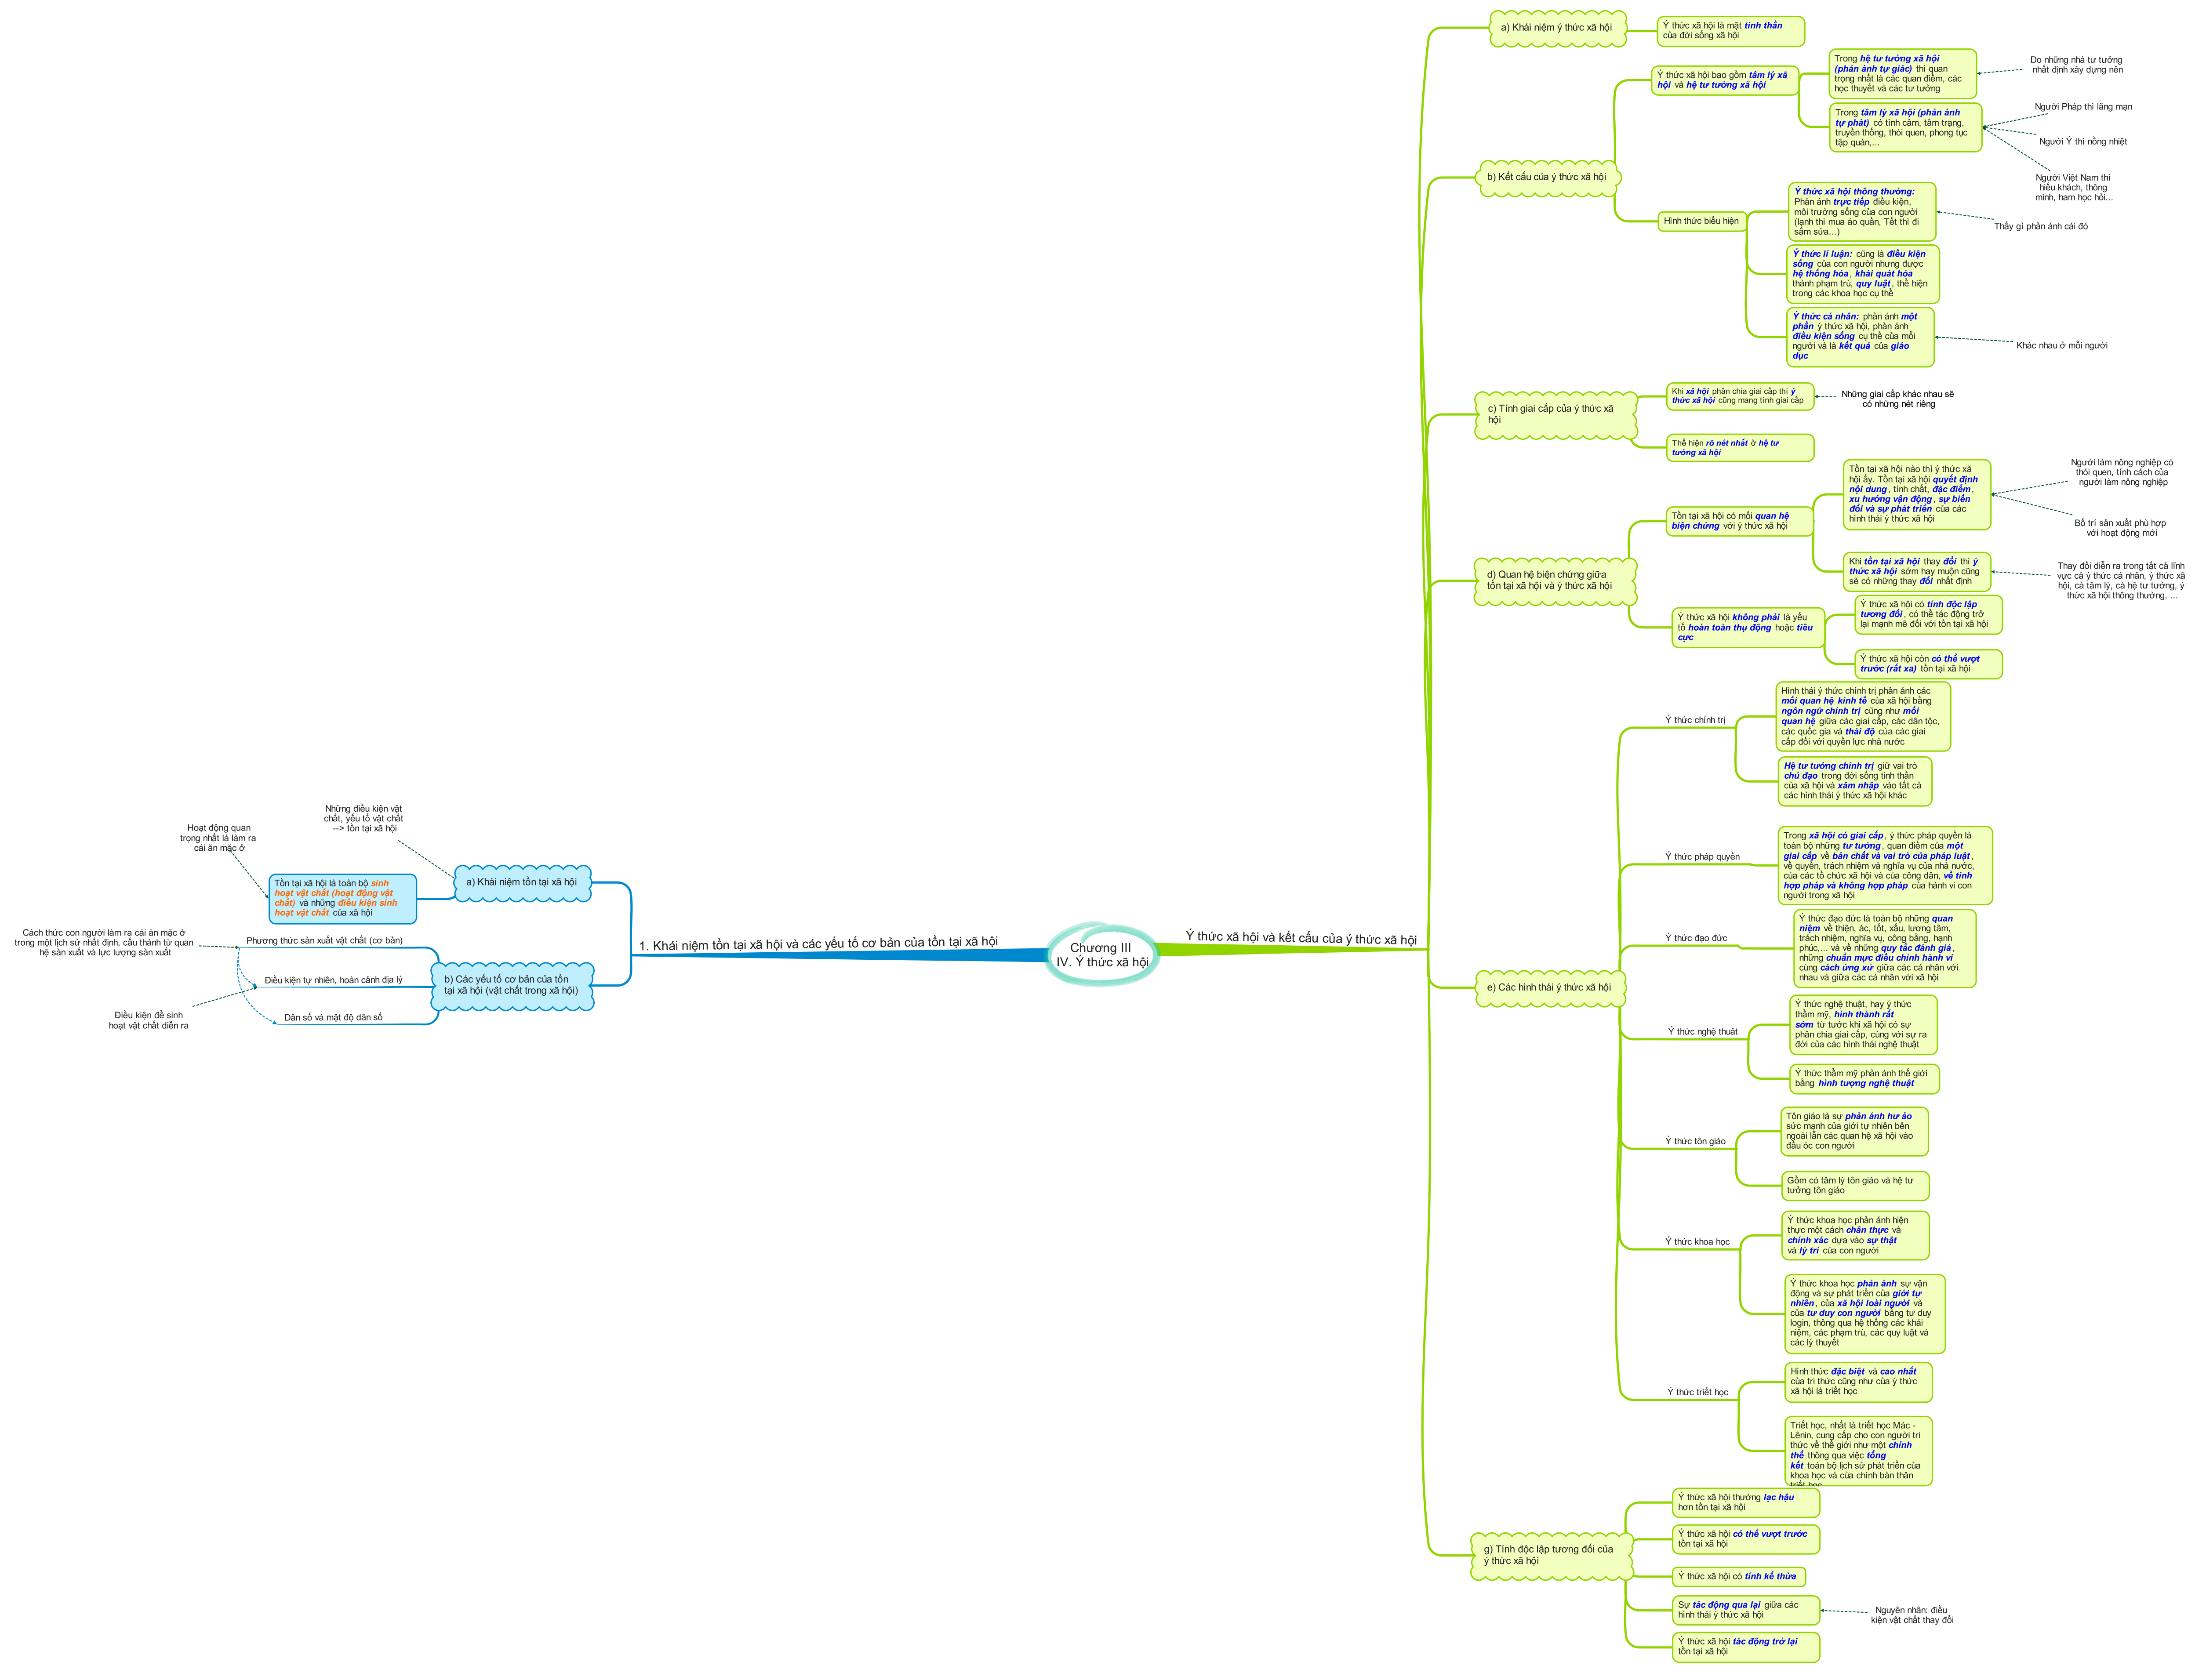 Chương III
IV. Ý thức xã hội
1. Khái niệm tồn tại xã hội và các yếu tố cơ bản của tồn tại xã hội
a) Khái niệm tồn tại xã hội
Những điều kiện vật
chất, yếu tố vật chất
--> tồn tại xã hội
Tồn tại xã hội là toàn bộ sinh
hoạt vật chất (hoạt động vật
chất) và những điều kiện sinh
hoạt vật chất của xã hội
Hoạt động quan
trọng nhất là làm ra
cái ăn mặc ở
b) Các yếu tố cơ bản của tồn
tại xã hội (vật chất trong xã hội)
Phương thức sản xuất vật chất (cơ bản)
Cách thức con người làm ra cái ăn mặc ở
trong một lịch sử nhất định, cấu thành từ quan
hệ sản xuất và lực lượng sản xuất
Điều kiện tự nhiên, hoàn cảnh địa lý
Điều kiện để sinh
hoạt vật chất diễn ra
Dân số và mật độ dân số
Ý thức xã hội và kết cấu của ý thức xã hội
a) Khái niệm ý thức xã hội
Ý thức xã hội là mặt tinh thần
của đời sống xã hội
b) Kết cấu của ý thức xã hội
Ý thức xã hội bao gồm tâm lý xã
hội và hệ tư tưởng xã hội
Trong hệ tư tưởng xã hội
(phản ánh tự giác) thì quan
trọng nhất là các quan điểm, các
học thuyết và các tư tưởng
Do những nhà tư tưởng
nhất định xây dựng nên
Trong tâm lý xã hội (phản ánh
tự phát) có tính cảm, tâm trạng,
truyền thống, thói quen, phong tục
tập quán,...
Người Pháp thì lãng mạn
Người Ý thì nồng nhiệt
Người Việt Nam thì
hiếu khách, thông
minh, ham học hỏi...
Hình thức biểu hiện
Ý thức xã hội thông thường:
Phản ánh trực tiếp điều kiện,
môi trường sống của con người
(lạnh thì mua áo quần, Tết thì đi
sắm sửa...)
Thấy gì phản ánh cái đó
Ý thức lí luận: cũng là điều kiện
sống của con người nhưng được
hệ thống hóa, khái quát hóa
thành phạm trù, quy luật, thể hiện
trong các khoa học cụ thể
Ý thức cá nhân: phản ánh một
phần ý thức xã hội, phản ánh
điều kiện sống cụ thể của mỗi
người và là kết quả của giáo
dục
Khác nhau ở mỗi người
c) Tính giai cấp của ý thức xã
hội
Khi xã hội phân chia giai cấp thì ý
thức xã hội cũng mang tính giai cấp
Những giai cấp khác nhau sẽ
có những nét riêng
Thể hiện rõ nét nhất ở hệ tư
tưởng xã hội
d) Quan hệ biện chứng giữa
tồn tại xã hội và ý thức xã hội
Tồn tại xã hội có mối quan hệ
biện chứng với ý thức xã hội
Tồn tại xã hội nào thì ý thức xã
hội ấy. Tồn tại xã hội quyết định
nội dung, tính chất, đặc điểm,
xu hướng vận động, sự biến
đổi và sự phát triển của các
hình thái ý thức xã hội
Người làm nông nghiệp có
thói quen, tính cách của
người làm nông nghiệp
Bố trí sản xuất phù hợp
với hoạt động mới
Khi tồn tại xã hội thay đổi thì ý
thức xã hội sớm hay muộn cũng
sẽ có những thay đổi nhất định
Thay đổi diễn ra trong tất cả lĩnh
vực cả ý thức cá nhân, ý thức xã
hội, cả tâm lý, cả hệ tư tưởng, ý
thức xã hội thông thường, ...
Ý thức xã hội không phải là yếu
tố hoàn toàn thụ động hoặc tiêu
cực
Ý thức xã hội có tính độc lập
tương đối, có thể tác động trở
lại mạnh mẽ đối với tồn tại xã hội
Ý thức xã hội còn có thể vượt
trước (rất xa) tồn tại xã hội
e) Các hình thái ý thức xã hội
Ý thức chính trị
Hình thái ý thức chính trị phản ánh các
mối quan hệ kinh tế của xã hội bằng
ngôn ngữ chính trị cũng như mối
quan hệ giữa các giai cấp, các dân tộc,
các quốc gia và thái độ của các giai
cấp đối với quyền lực nhà nước
Hệ tư tưởng chính trị giữ vai trò
chủ đạo trong đời sống tinh thần
của xã hội và xâm nhập vào tất cả
các hình thái ý thức xã hội khác
Ý thức pháp quyền
Trong xã hội có giai cấp, ý thức pháp quyền là
toàn bộ những tư tưởng, quan điểm của một
giai cấp về bản chất và vai trò của pháp luật,
về quyền, trách nhiệm và nghĩa vụ của nhà nước,
của các tổ chức xã hội và của công dân, về tính
hợp pháp và không hợp pháp của hành vi con
người trong xã hội
Ý thức đạo đức
Ý thức đạo đức là toàn bộ những quan
niệm về thiện, ác, tốt, xấu, lương tâm,
trách nhiệm, nghĩa vụ, công bằng, hạnh
phúc,... và về những quy tắc đánh giá,
những chuẩn mực điều chỉnh hành vi
cùng cách ứng xử giữa các cá nhân với
nhau và giữa các cá nhân với xã hội
Ý thức nghệ thuât
Ý thức nghệ thuật, hay ý thức
thẩm mỹ, hình thành rất
sớm từ tước khi xã hội có sự
phân chia giai cấp, cùng với sự ra
đời của các hình thái nghệ thuật
Ý thức thẩm mỹ phản ánh thế giới
bằng hình tượng nghệ thuật
Ý thức tôn giáo
Tôn giáo là sự phản ánh hư ảo
sức mạnh của giới tự nhiên bên
ngoài lẫn các quan hệ xã hội vào
đầu óc con người
Gồm có tâm lý tôn giáo và hệ tư
tưởng tôn giáo
Ý thức khoa học
Ý thức khoa học phản ánh hiện
thực một cách chân thực và
chính xác dựa vào sự thật
và lý trí của con người
Ý thức khoa học phản ánh sự vận
động và sự phát triển của giới tự
nhiên, của xã hội loài người và
của tư duy con người bằng tư duy
login, thông qua hệ thống các khái
niệm, các phạm trù, các quy luật và
các lý thuyết
Ý thức triết học
Hình thức đặc biệt và cao nhất
của tri thức cũng như của ý thức
xã hội là triết học
Triết học, nhất là triết học Mác -
Lênin, cung cấp cho con người tri
thức về thế giới như một chỉnh
thể thông qua việc tổng
kết toàn bộ lịch sử phát triển của
khoa học và của chính bản thân
triết học
g) Tính độc lập tương đối của
ý thức xã hội
Ý thức xã hội thường lạc hậu
hơn tồn tại xã hội
Ý thức xã hội có thể vượt trước
tồn tại xã hội
Ý thức xã hội có tính kế thừa
Sự tác động qua lại giữa các
hình thái ý thức xã hội
Nguyên nhân: điều
kiện vật chất thay đổi
Ý thức xã hội tác động trở lại
tồn tại xã hội